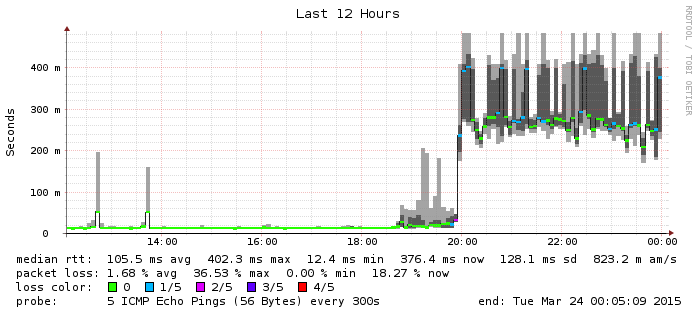 Last 12 Hours
RRDTOOL / TOBI OETIKER
Seconds
400 m
300 m
200 m
100 m
0
14:00 16:00 18:00 20:00 22:00 00:00
median rtt: 105.5 ms avg 402.3 ms max 12.4 ms min 376.4 ms now 128.1 ms sd 823.2 m am/s
packet loss: 1.68 % avg 36.53 % max 0.00 % min 18.27 % now
loss color: 0 1/5 2/5 3/5 4/5
probe: 5 ICMP Echo Pings (56 Bytes) every 300s end: Tue Mar 24 00:05:09 2015